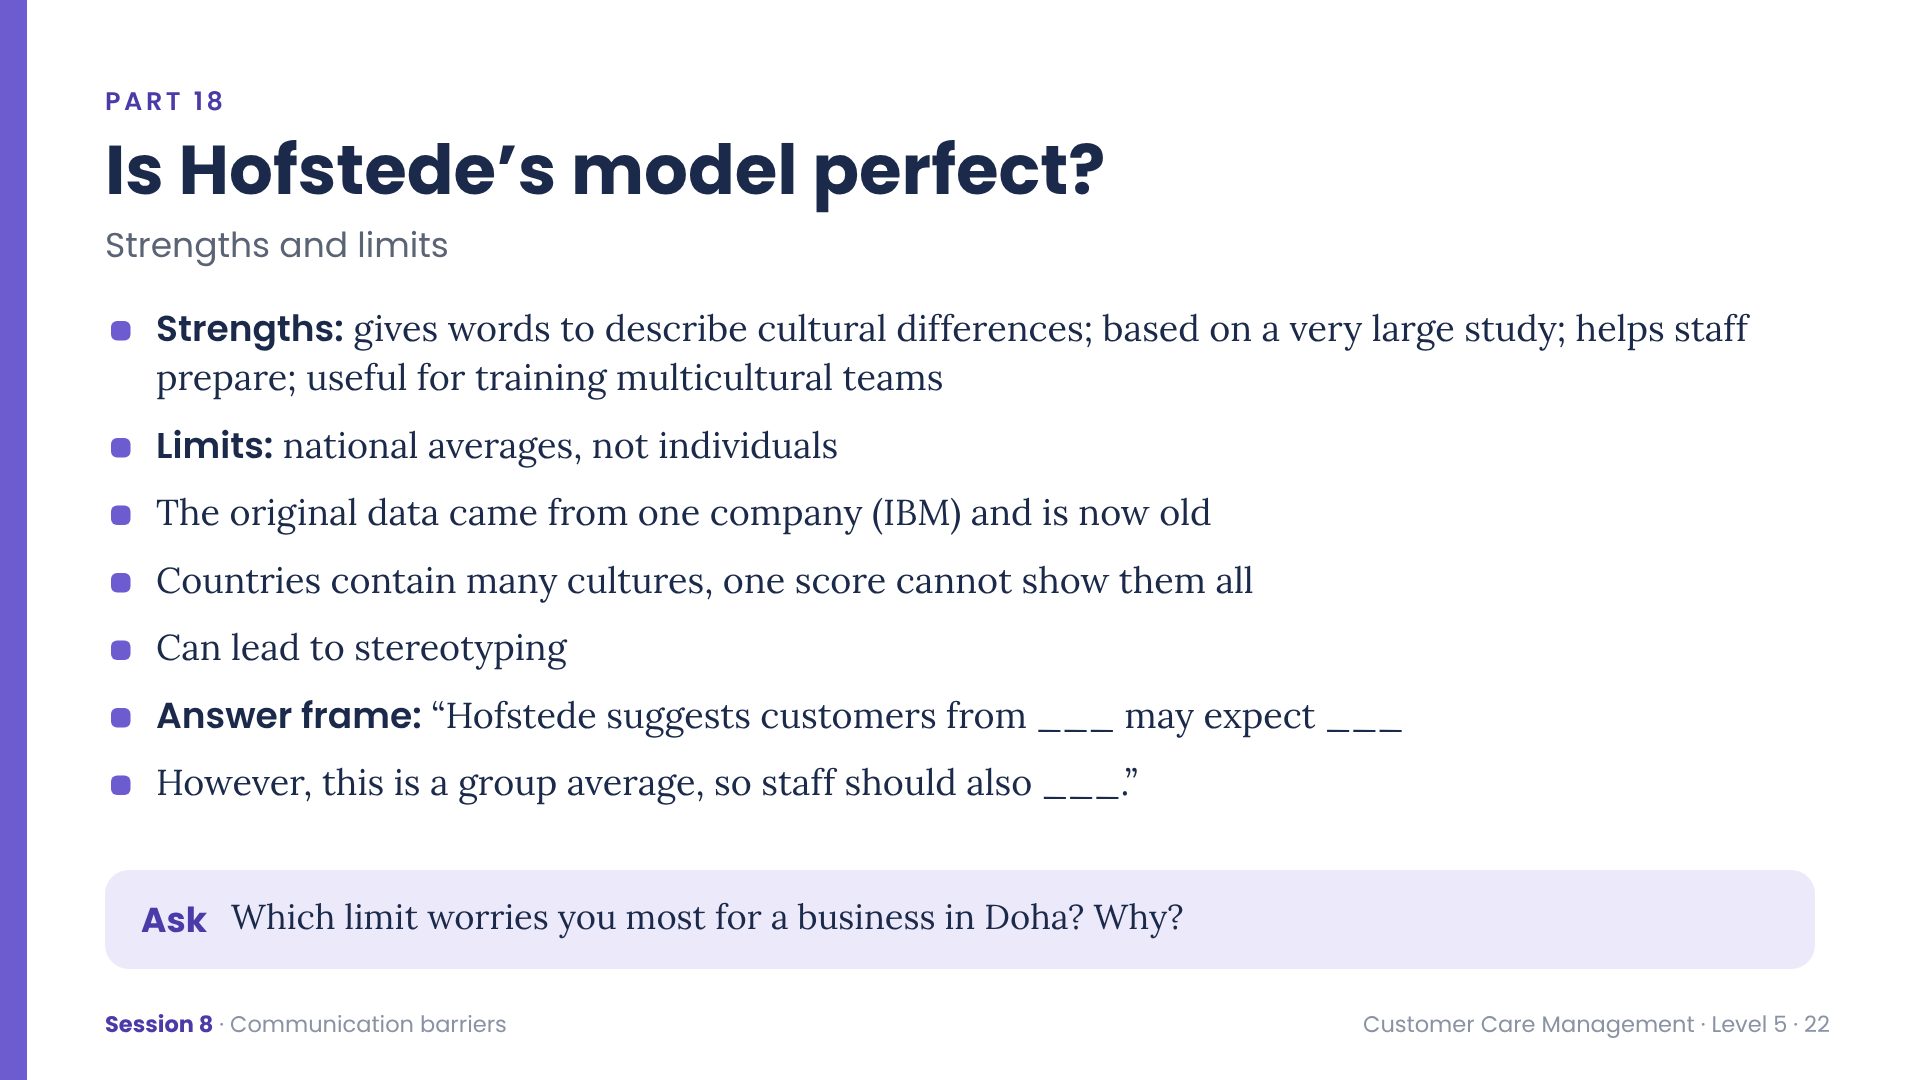 PART 18
Is Hofstede’s model perfect?
Strengths and limits
Strengths: gives words to describe cultural differences; based on a very large study; helps staff
prepare; useful for training multicultural teams
Limits: national averages, not individuals
The original data came from one company (IBM) and is now old
Countries contain many cultures, one score cannot show them all
Can lead to stereotyping
Answer frame: “Hofstede suggests customers from ___ may expect ___
However, this is a group average, so staff should also ___.”
Ask Which limit worries you most for a business in Doha? Why?
Session 8 · Communication barriers
Customer Care Management · Level 5 · 22